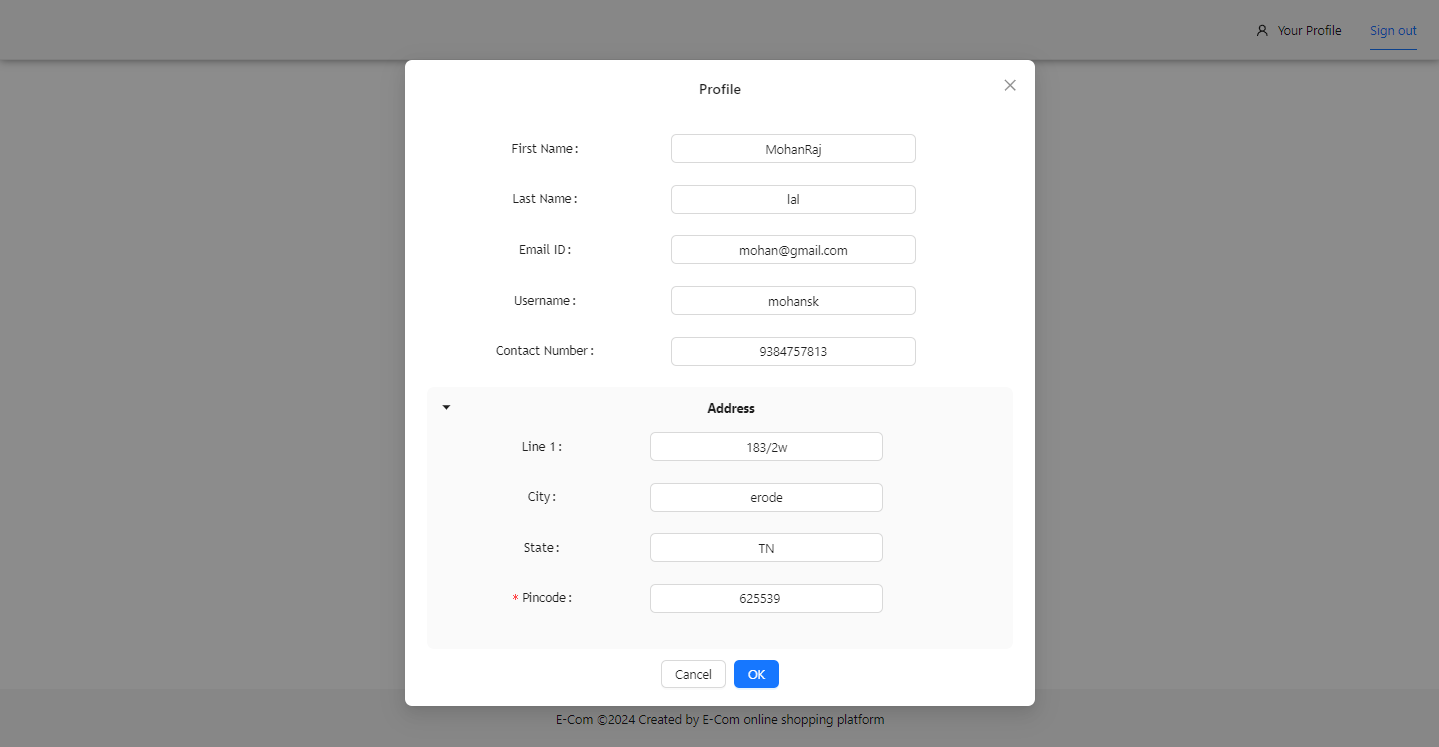 Your Profile Sign out
Profile
First Name: MohanRaj
Last Name: lal
Email ID: mohan@gmail.com
Username: mohansk
Contact Number: 9384757813
Address
Line 1: 183/2w
City: erode
State: TN
* Pincode: 625539
Cancel OK
E-Com ©2024 Created by E-Com online shopping platform